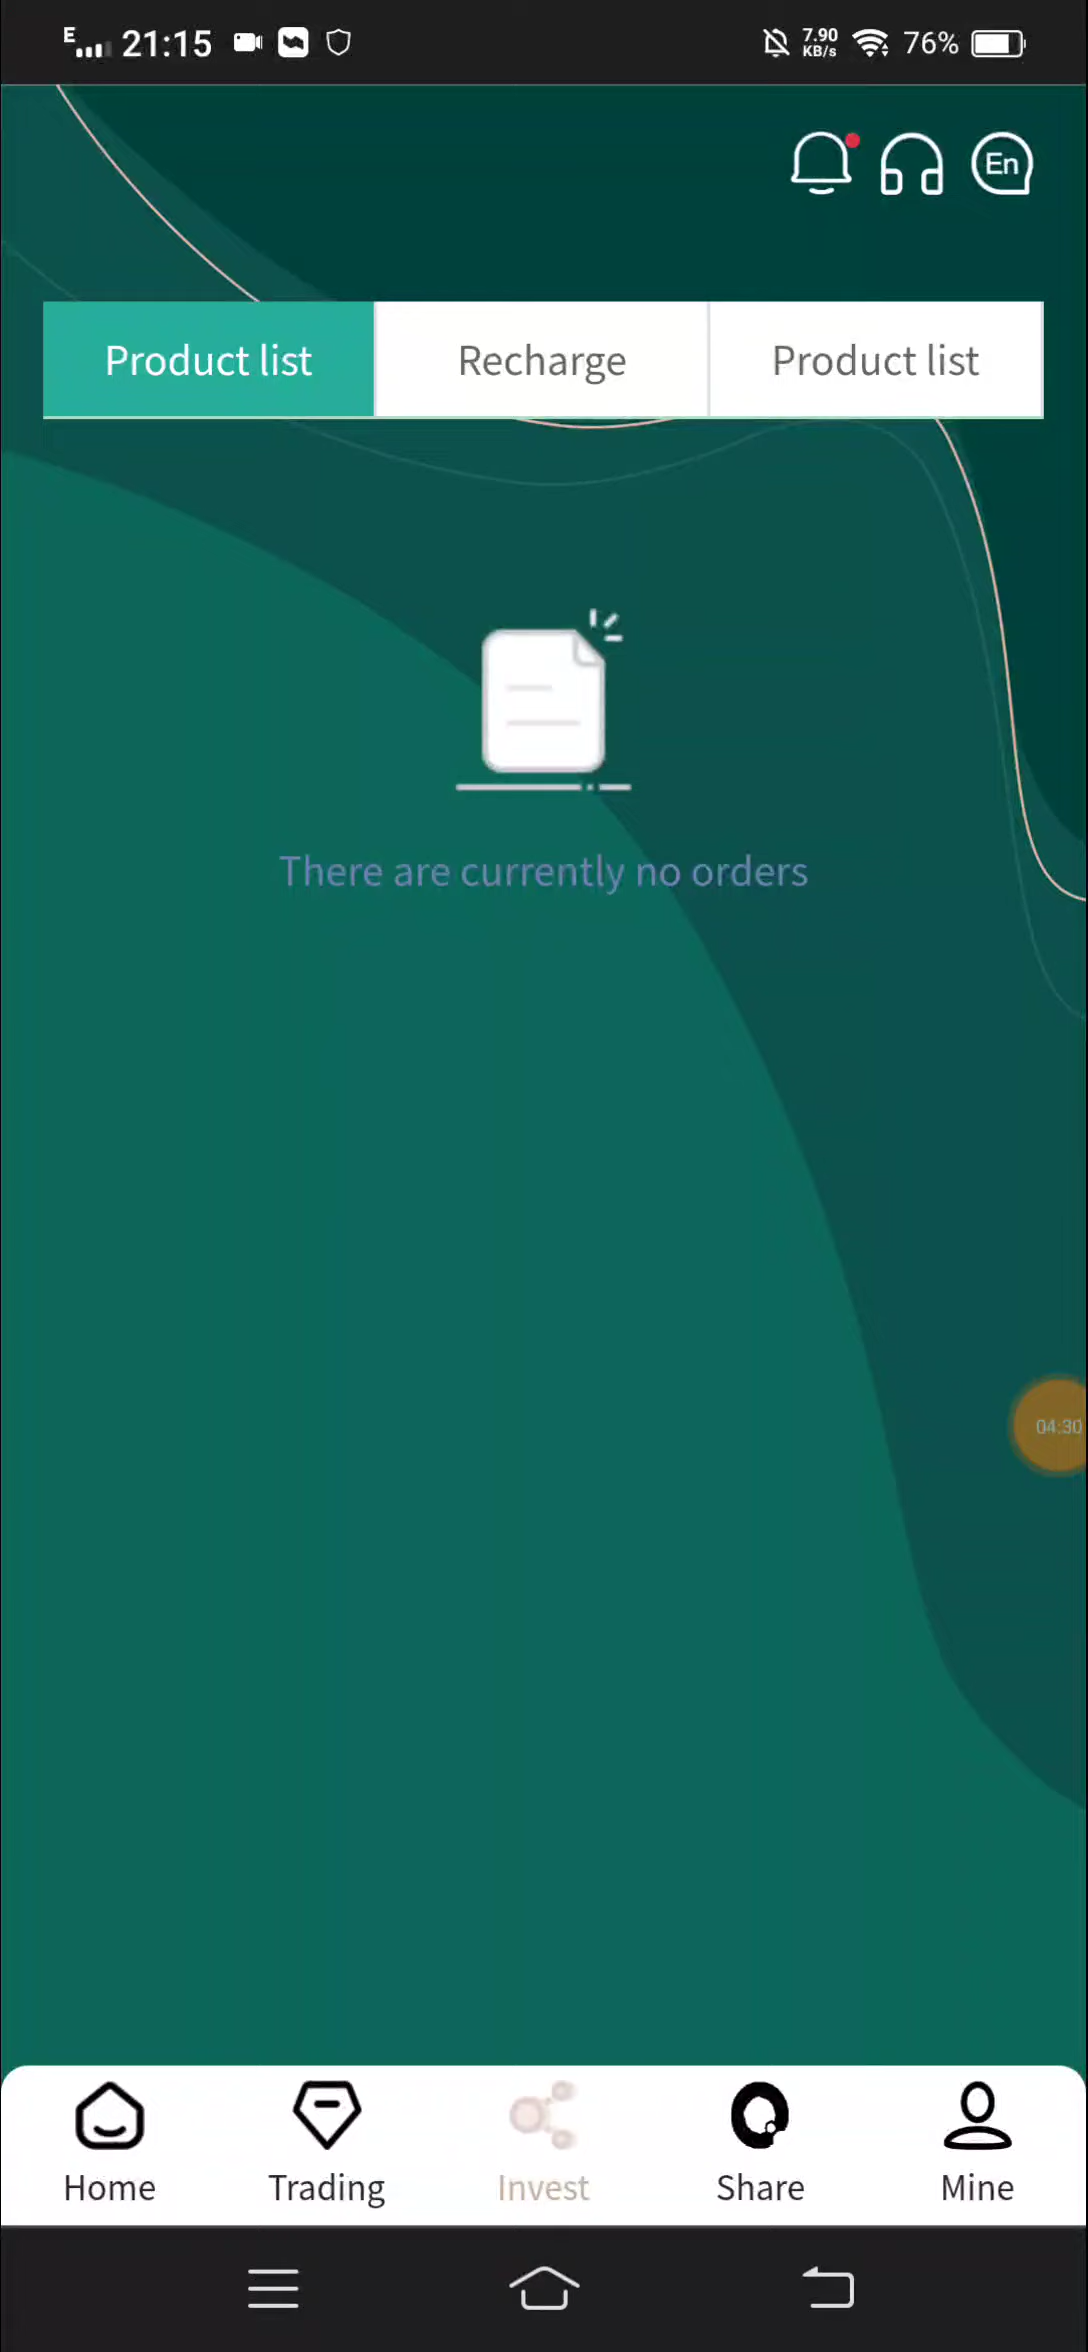 E 21:15 7.90 KB/s 76%
En
Product list Recharge Product list
There are currently no orders
04:30
Home Trading Invest Share Mine